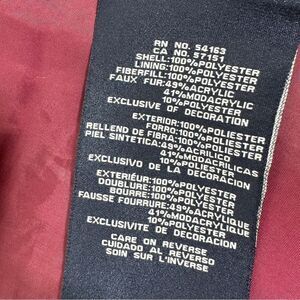 RN NO. 54163
CA NO. 57151
SHELL:100%POLYESTER
LINING:100%POLYESTER
FIBERFILL:100%POLYESTER
FAUX FUR:49%ACRYLIC
41%MODACRYLIC
10%POLYESTER
EXCLUSIVE OF DECORATION
EXTERIOR:100%POLIESTER
FORRO:100%POLIESTER
RELLENO DE FIBRA:100%POLIESTER
PIEL SINTETICA:49%ACRILICO
41%MODACRILICAS
10%POLIESTER
EXCLUSIVO DE LA DECORACION
EXTÉRIEUR:100%POLYESTER
DOUBLURE:100%POLYESTER
BOURRE:100%POLYESTER
FAUSSE FOURRURE:49%ACRYLIQUE
41%MODACRYLIQUE
10%POLYESTER
EXCLUSIVITE DE DECORATION
CARE ON REVERSE
CUIDADO AL REVERSO
SOIN SUR L'ENVERS